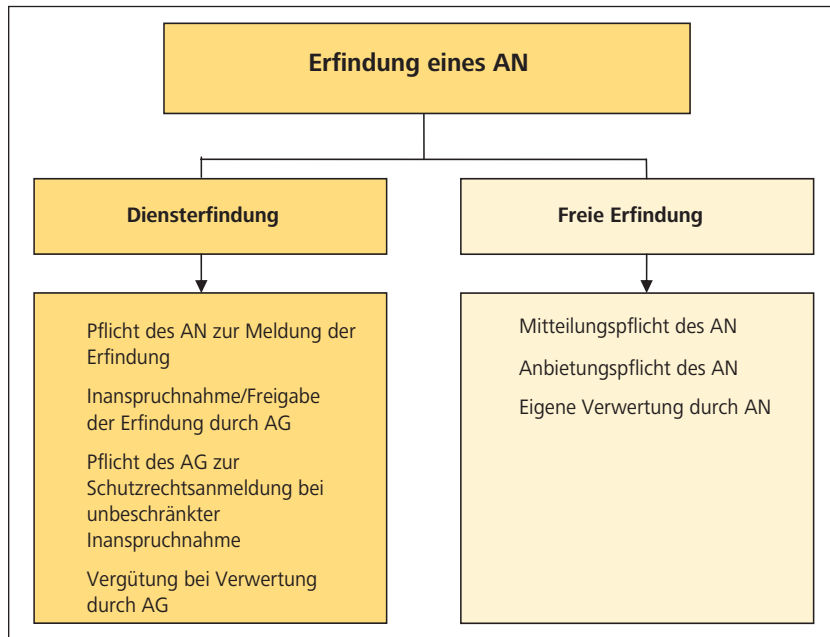 Erfindung eines AN
Diensterfindung
Freie Erfindung
Pflicht des AN zur Meldung der
Erfindung
Inanspruchnahme/Freigabe
der Erfindung durch AG
Pflicht des AG zur
Schutzrechtsanmeldung bei
unbeschränkter
Inanspruchnahme
Vergütung bei Verwertung
durch AG
Mitteilungspflicht des AN
Anbietungspflicht des AN
Eigene Verwertung durch AN